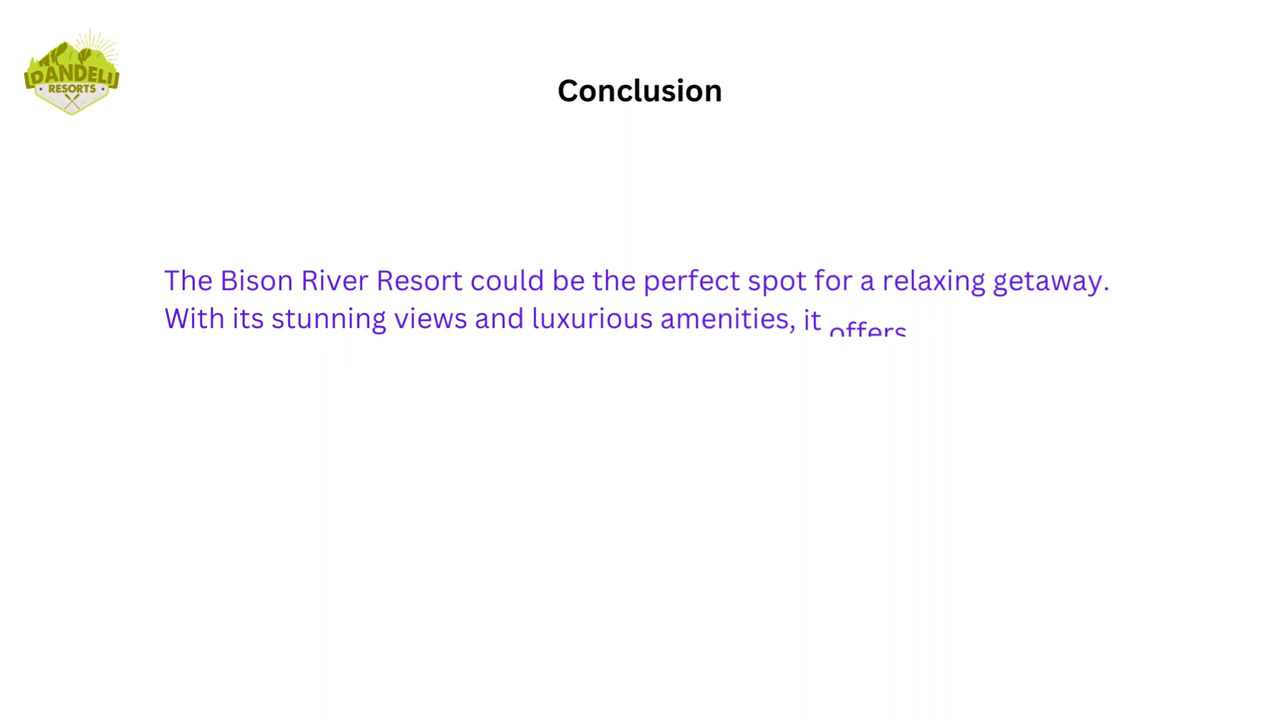 DANDELI
RESORTS
Conclusion
The Bison River Resort could be the perfect spot for a relaxing getaway.
With its stunning views and luxurious amenities, it offers